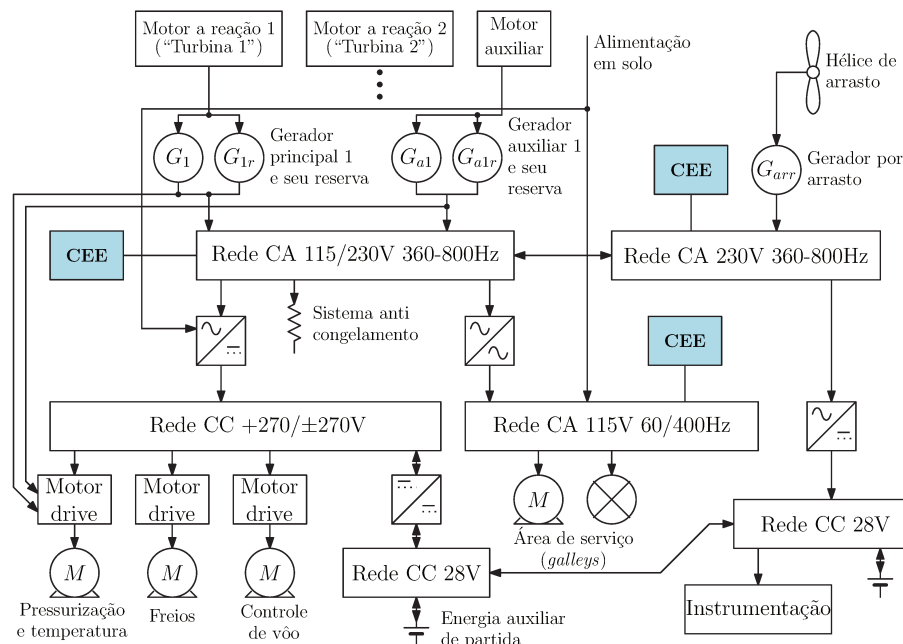 Motor a reação 1
(“Turbina 1”)
Motor a reação 2
(“Turbina 2”)
Motor
auxiliar
Alimentação
em solo
Hélice de
arrasto
G1
G1r
Gerador
principal 1
e seu reserva
Ga1
Ga1r
Gerador
auxiliar 1
e seu
reserva
CEE
Garr
Gerador por
arrasto
CEE
Rede CA 115/230V 360-800Hz
Rede CA 230V 360-800Hz
Sistema anti
congelamento
CEE
Rede CC +270/±270V
Rede CA 115V 60/400Hz
Motor
drive
Motor
drive
Motor
drive
M
Área de serviço
(galleys)
Rede CC 28V
M
M
M
Rede CC 28V
Pressurização
e temperatura
Freios
Controle
de vôo
Energia auxiliar
de partida
Instrumentação